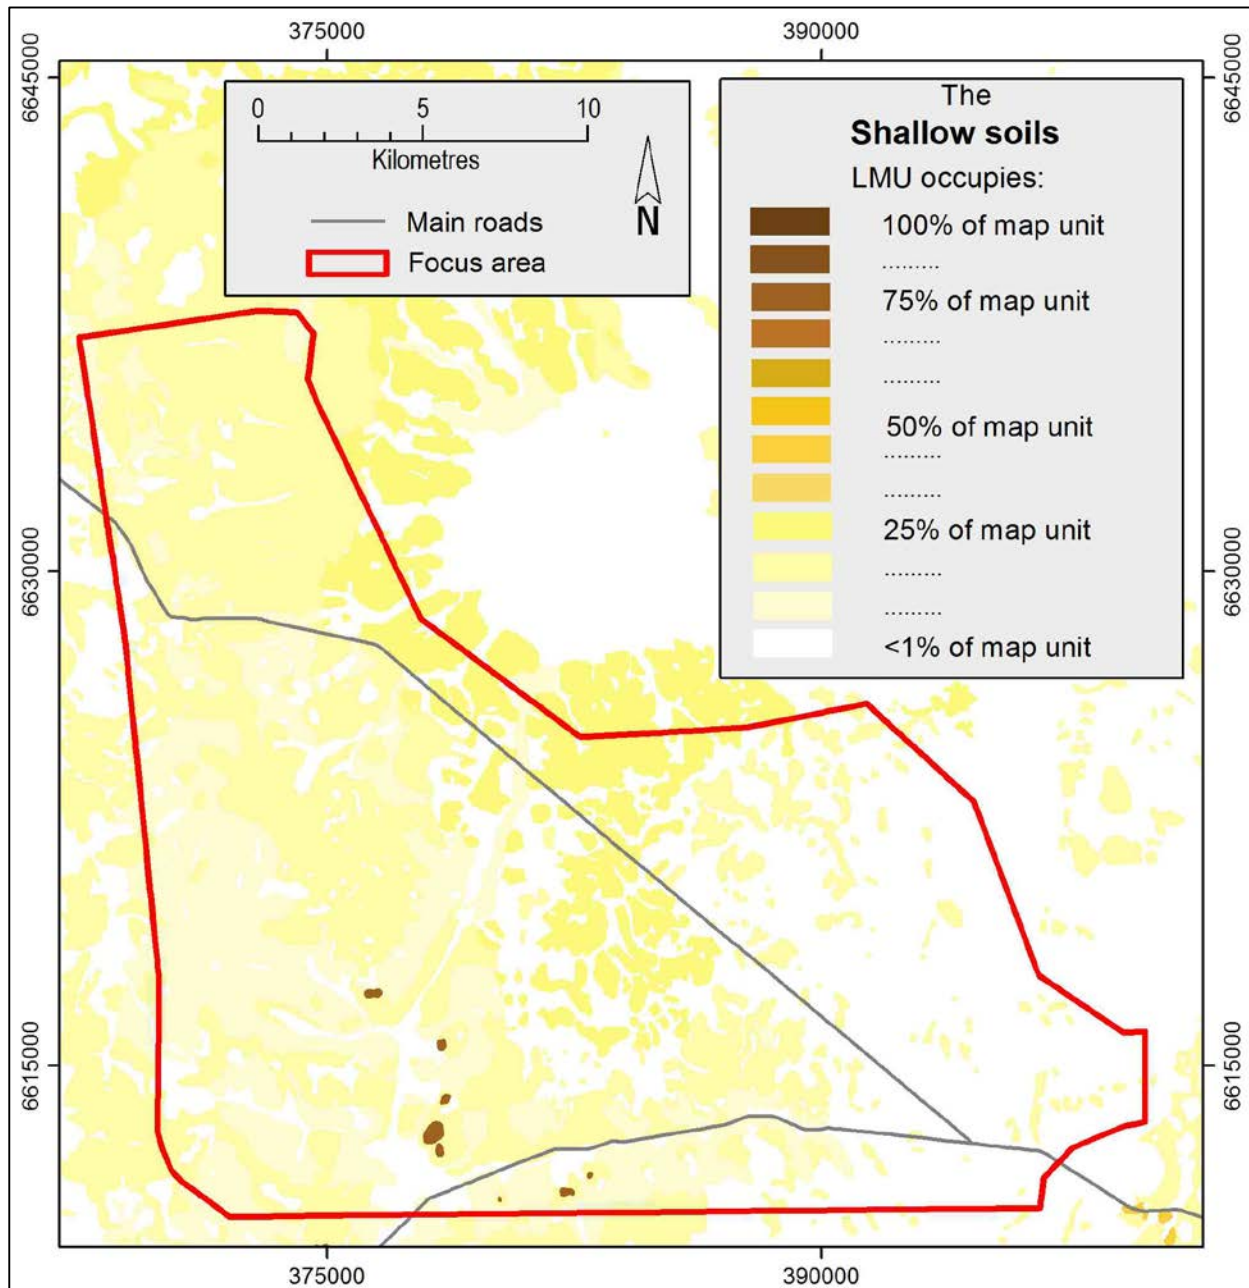 375000
390000
6645000
6645000
0
5
10
Kilometres
N
Main roads
Focus area
The
Shallow soils
LMU occupies:
100% of map unit
.........
75% of map unit
.........
.........
50% of map unit
.........
.........
25% of map unit
.........
.........
<1% of map unit
6630000
6630000
6615000
6615000
375000
390000